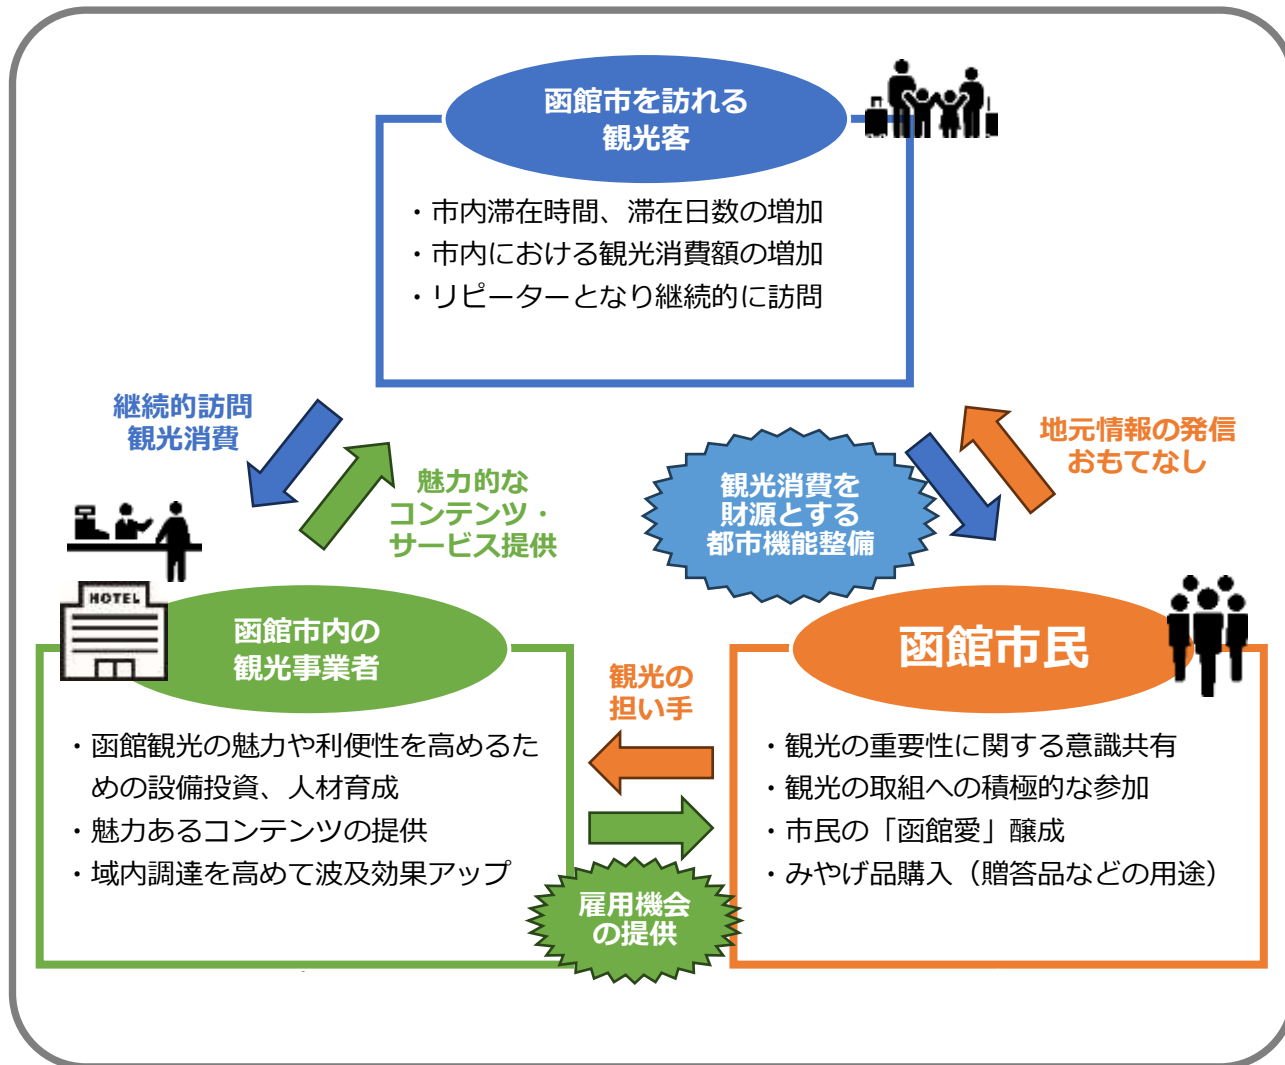 函館市を訪れる
観光客
・市内滞在時間、滞在日数の増加
・市内における観光消費額の増加
・リピーターとなり継続的に訪問
継続的訪問
観光消費
魅力的な
コンテンツ・
サービス提供
観光消費を
財源とする
都市機能整備
地元情報の発信
おもてなし
HOTEL
函館市内の
観光事業者
・函館観光の魅力や利便性を高めるた
めの設備投資、人材育成
・魅力あるコンテンツの提供
・域内調達を高めて波及効果アップ
観光の
担い手
雇用機会
の提供
函館市民
・観光の重要性に関する意識共有
・観光の取組への積極的な参加
・市民の「函館愛」醸成
・みやげ品購入（贈答品などの用途）